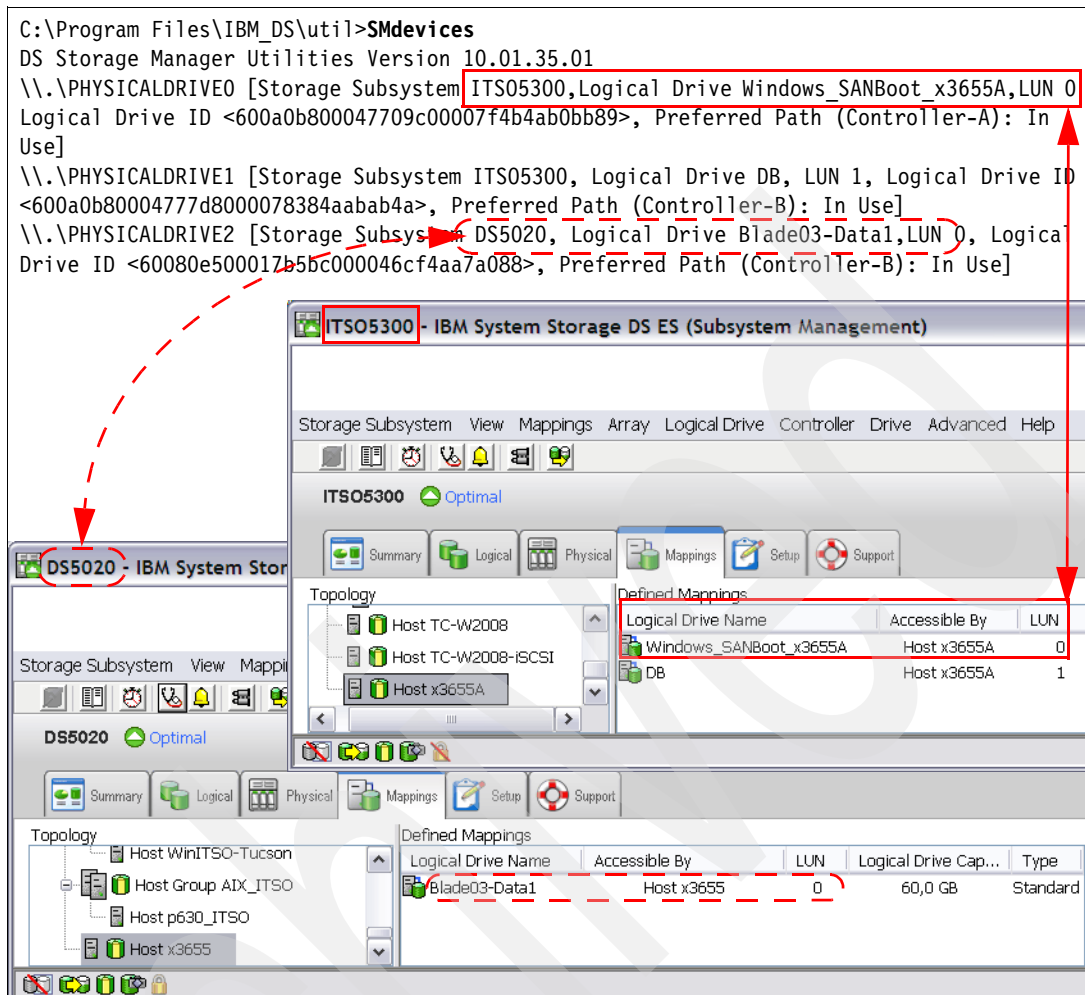 C:\Program Files\IBM_DS\util>SMdevices
DS Storage Manager Utilities Version 10.01.35.01
\\.\PHYSICALDRIVE0 [Storage Subsystem ITSO5300,Logical Drive Windows_SANBoot_x3655A,LUN 0
Logical Drive ID <600a0b800047709c00007f4b4ab0bb89>, Preferred Path (Controller-A): In
Use]
\\.\PHYSICALDRIVE1 [Storage Subsystem ITSO5300, Logical Drive DB, LUN 1, Logical Drive ID
<600a0b80004777d8000078384aabab4a>, Preferred Path (Controller-B): In Use]
\\.\PHYSICALDRIVE2 [Storage Subsystem DS5020, Logical Drive Blade03-Data1,LUN 0, Logical
Drive ID <60080e500017b5bc000046cf4aa7a088>, Preferred Path (Controller-B): In Use]
ITSO5300 - IBM System Storage DS ES (Subsystem Management)
Storage Subsystem View Mappings Array Logical Drive Controller Drive Advanced Help
ITSO5300 Optimal
Summary Logical Physical Mappings Setup Support
Topology
Host TC-W2008
Host TC-W2008-iSCSI
Host x3655A
Defined Mappings
Logical Drive Name Accessible By LUN
Windows_SANBoot_x3655A Host x3655A 0
DB Host x3655A 1
DS5020 - IBM System Stor
Storage Subsystem View Mappi
DS5020 Optimal
Summary Logical Physical Mappings Setup Support
Topology
Host WinITSO-Tucson
Host Group AIX_ITSO
Host p630_ITSO
Host x3655
Defined Mappings
Logical Drive Name Accessible By LUN Logical Drive Cap... Type
Blade03-Data1 Host x3655 0 60,0 GB Standard